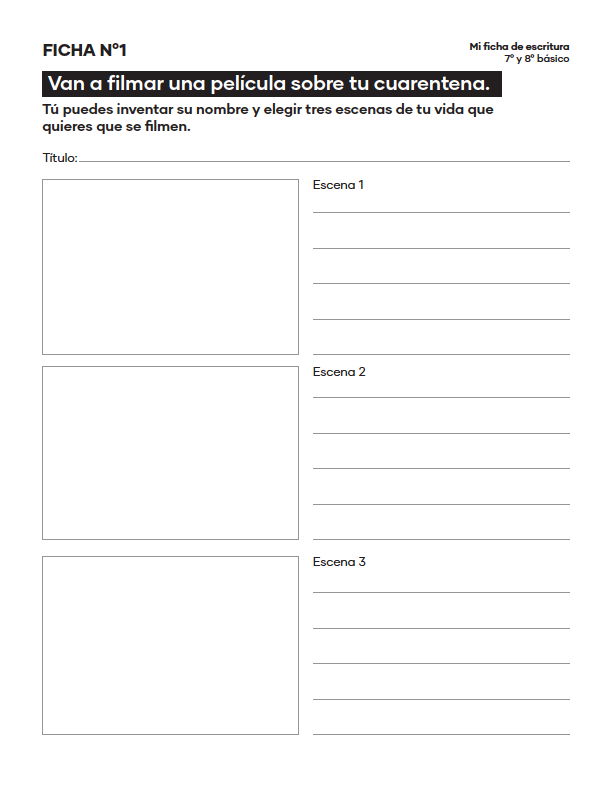 FICHA Nº1
Mi ficha de escritura
7º y 8º básico
Van a filmar una película sobre tu cuarentena.
Tú puedes inventar su nombre y elegir tres escenas de tu vida que
quieres que se filmen.
Título:
Escena 1
Escena 2
Escena 3